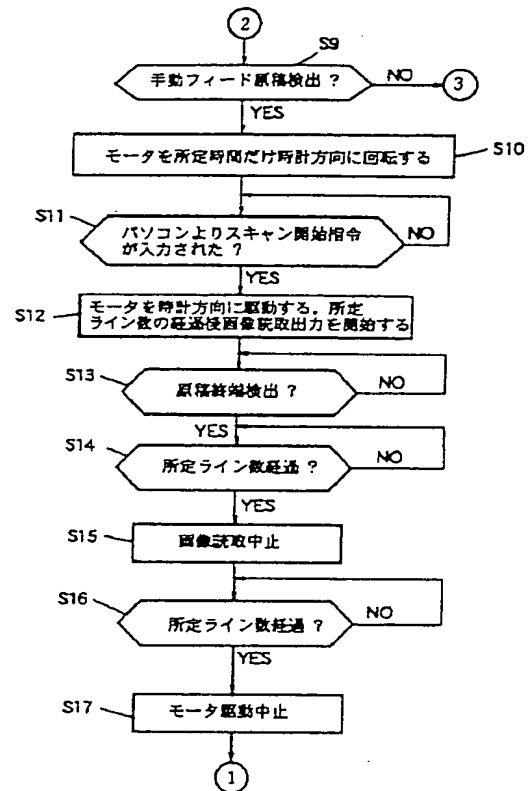 2
S9
手動フィード原稿検出 ?
NO
3
YES
モータを所定時間だけ時計方向に回転する
S10
S11
パソコンよりスキャン開始指令
が入力された ?
NO
YES
S12
モータを時計方向に駆動する。所定
ライン数の経過後画像読取出力を開始する
S13
原稿終端検出 ?
NO
YES
S14
所定ライン数経過 ?
NO
YES
S15
画像読取中止
S16
所定ライン数経過 ?
NO
YES
S17
モータ駆動中止
1